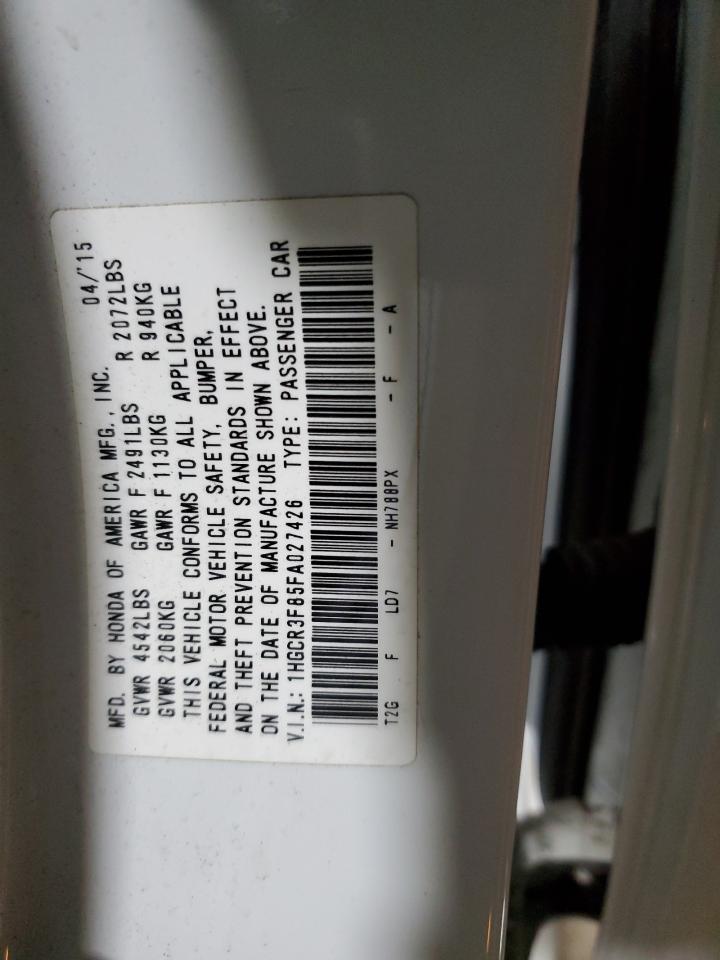 MFD. BY HONDA OF AMERICA MFG., INC. 04/'15
GVWR 4542LBS GAWR F 2491LBS R 2072LBS
GVWR 2060KG GAWR F 1130KG R 940KG
THIS VEHICLE CONFORMS TO ALL APPLICABLE
FEDERAL MOTOR VEHICLE SAFETY, BUMPER,
AND THEFT PREVENTION STANDARDS IN EFFECT
ON THE DATE OF MANUFACTURE SHOWN ABOVE.
V.I.N.: 1HGCR3F85FA027426 TYPE: PASSENGER CAR
T2G F LD7 - NH788PX - F - A